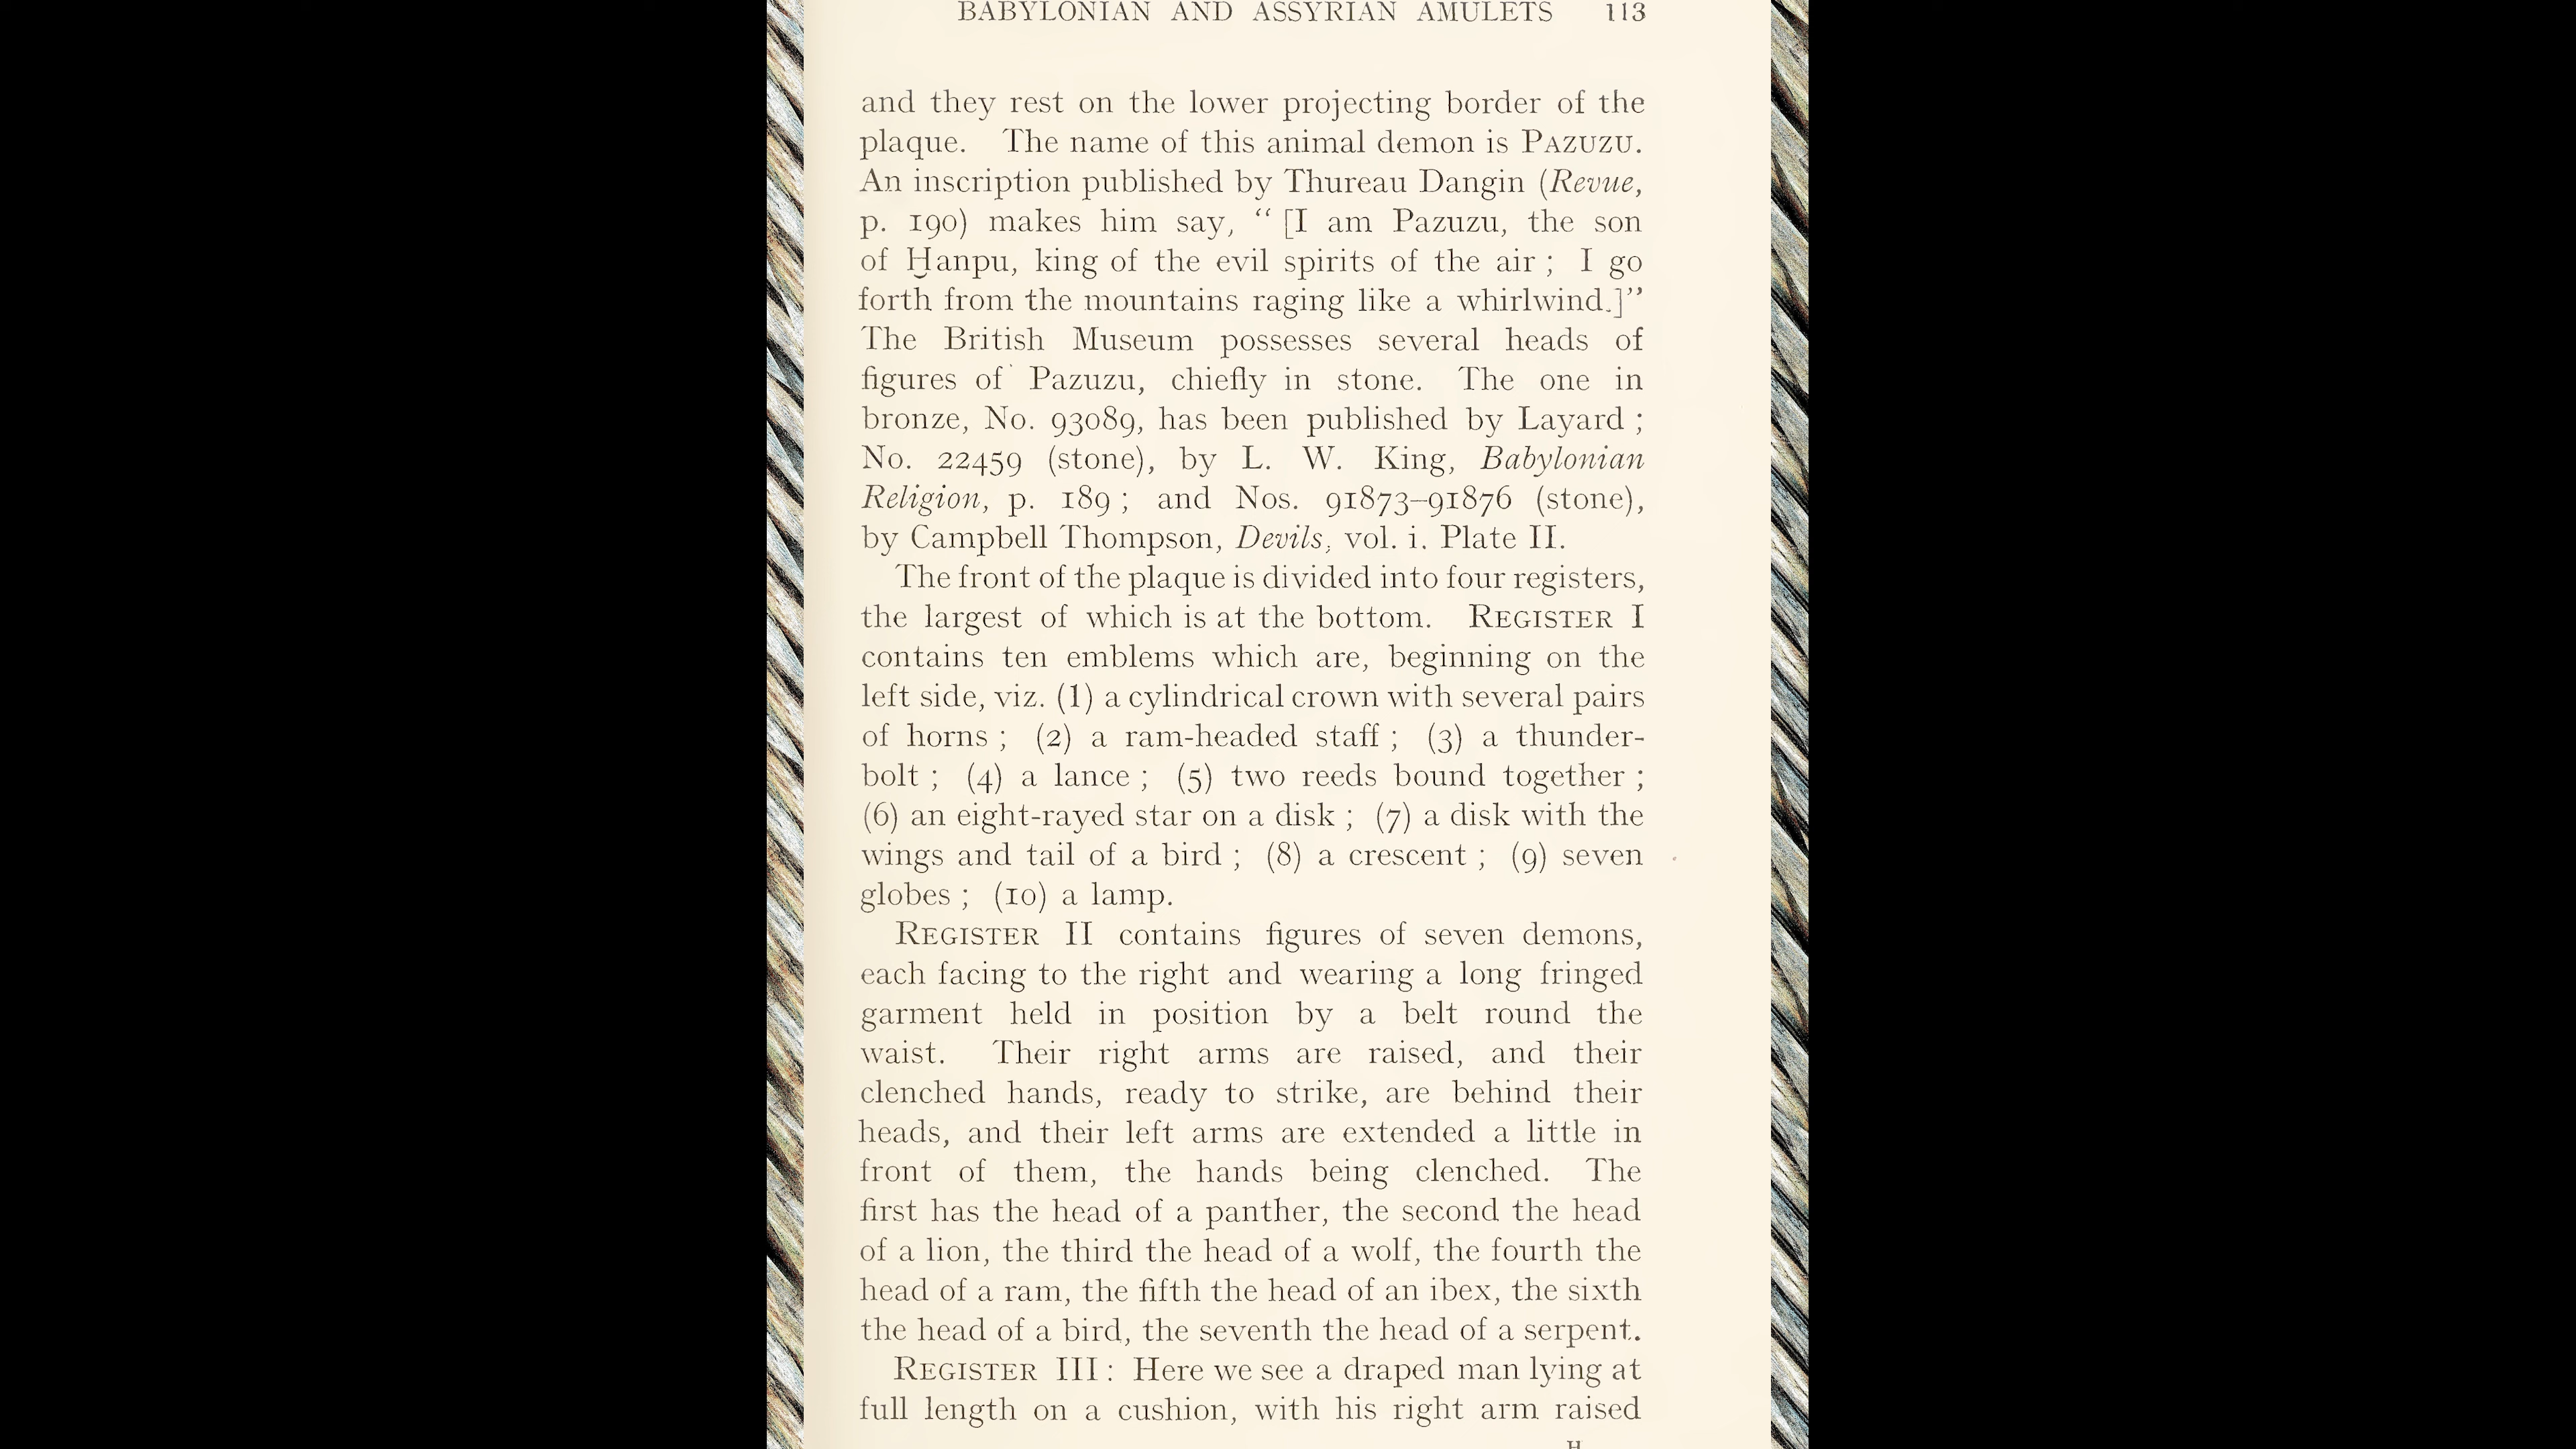 BABYLONIAN AND ASSYRIAN AMULETS 113
and they rest on the lower projecting border of the
plaque. The name of this animal demon is PAZUZU.
An inscription published by Thureau Dangin (Revue,
p. 190) makes him say, “ [I am Pazuzu, the son
of Ḫanpu, king of the evil spirits of the air ; I go
forth from the mountains raging like a whirlwind.]”
The British Museum possesses several heads of
figures of Pazuzu, chiefly in stone. The one in
bronze, No. 93089, has been published by Layard ;
No. 22459 (stone), by L. W. King, Babylonian
Religion, p. 189 ; and Nos. 91873–91876 (stone),
by Campbell Thompson, Devils, vol. i. Plate II.
The front of the plaque is divided into four registers,
the largest of which is at the bottom. REGISTER I
contains ten emblems which are, beginning on the
left side, viz. (1) a cylindrical crown with several pairs
of horns ; (2) a ram-headed staff ; (3) a thunder-
bolt ; (4) a lance ; (5) two reeds bound together ;
(6) an eight-rayed star on a disk ; (7) a disk with the
wings and tail of a bird ; (8) a crescent ; (9) seven
globes ; (10) a lamp.
REGISTER II contains figures of seven demons,
each facing to the right and wearing a long fringed
garment held in position by a belt round the
waist. Their right arms are raised, and their
clenched hands, ready to strike, are behind their
heads, and their left arms are extended a little in
front of them, the hands being clenched. The
first has the head of a panther, the second the head
of a lion, the third the head of a wolf, the fourth the
head of a ram, the fifth the head of an ibex, the sixth
the head of a bird, the seventh the head of a serpent.
REGISTER III : Here we see a draped man lying at
full length on a cushion, with his right arm raised
H